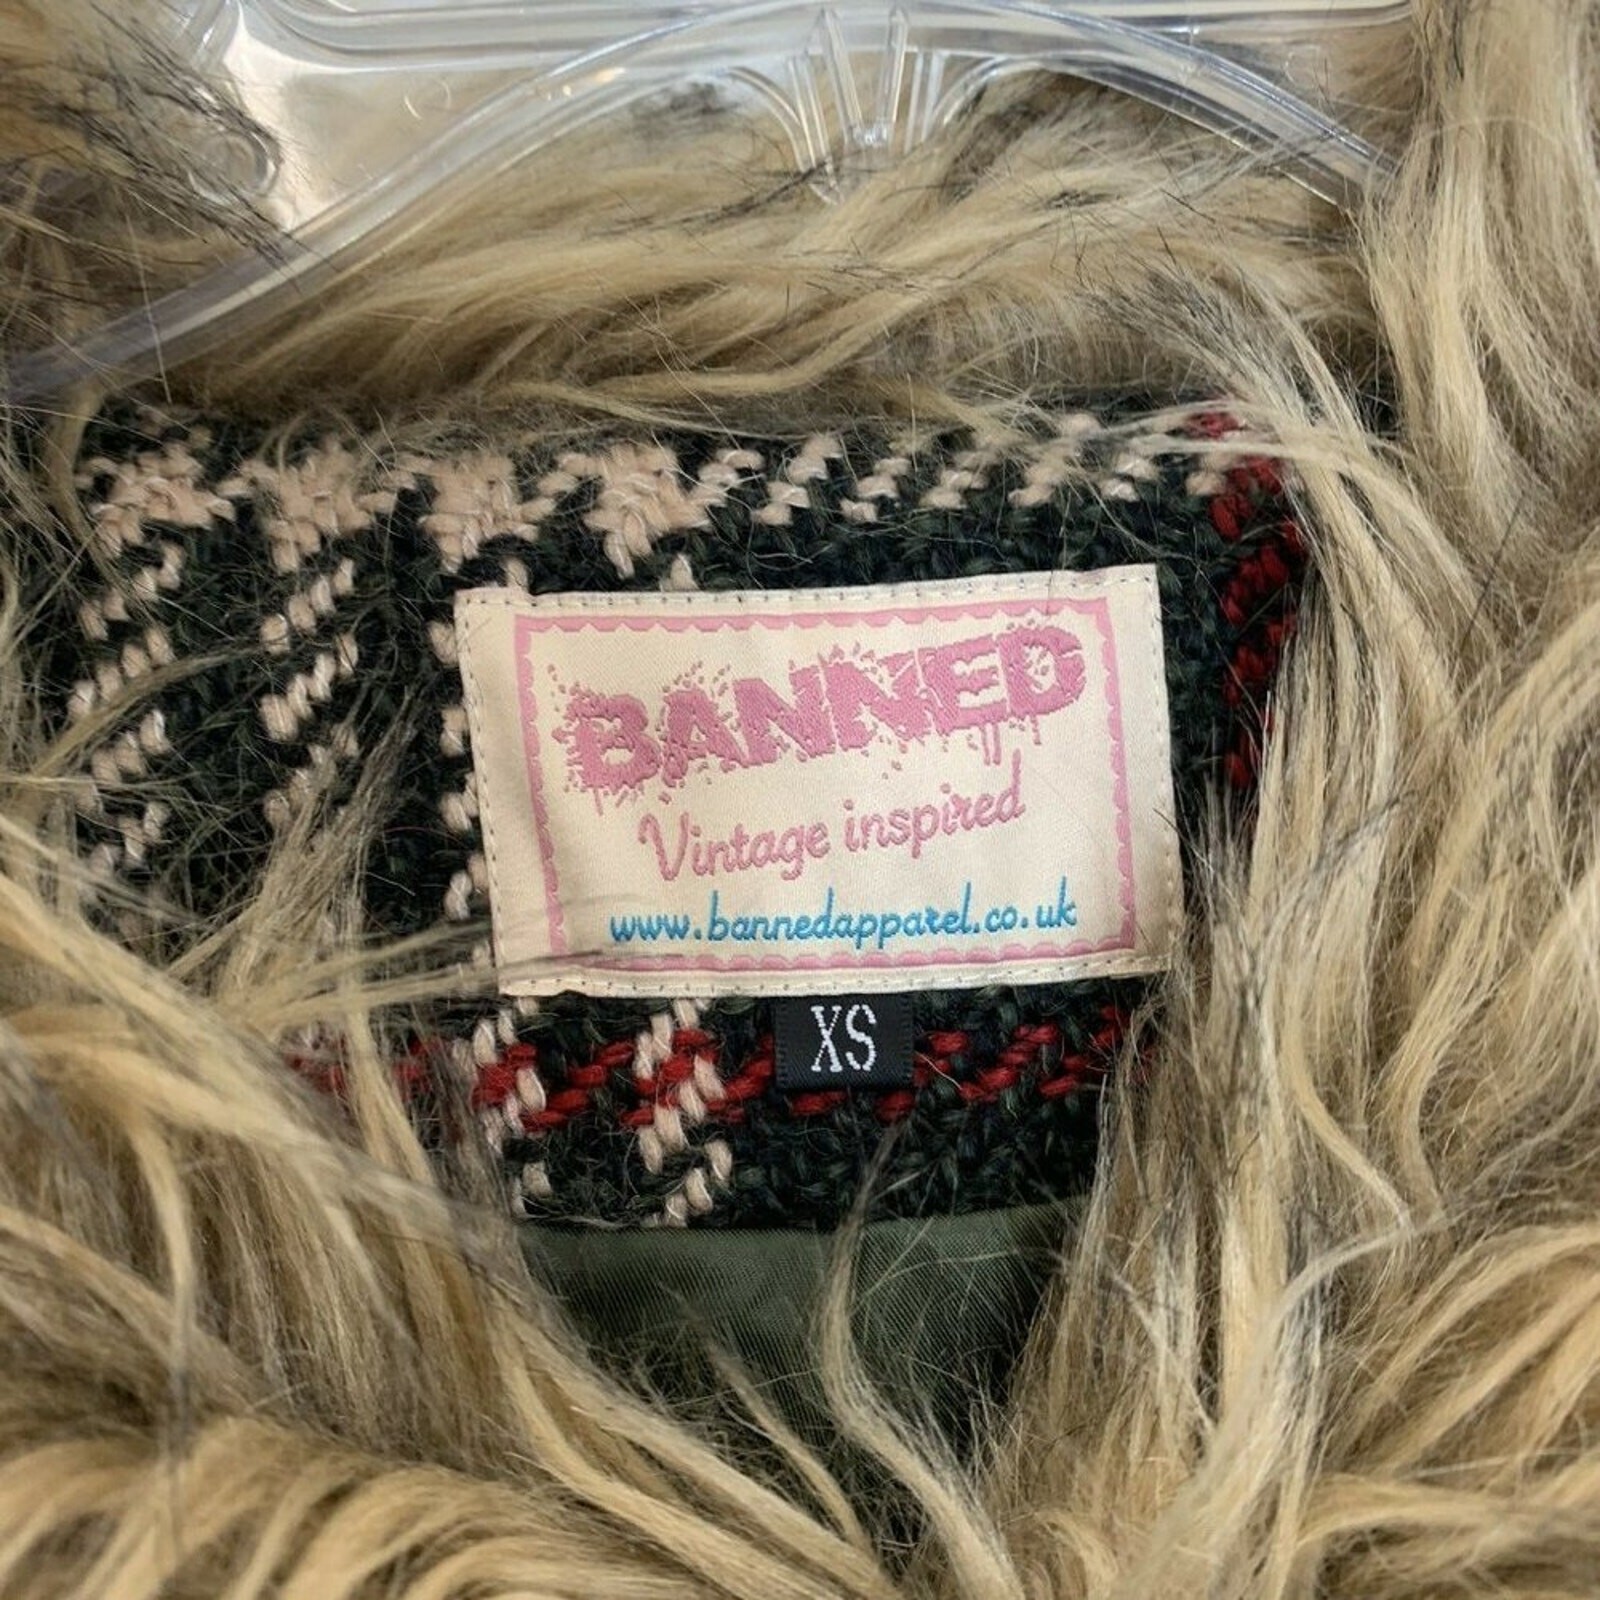 BANNED
Vintage inspired
www.bannedapparel.co.uk
XS